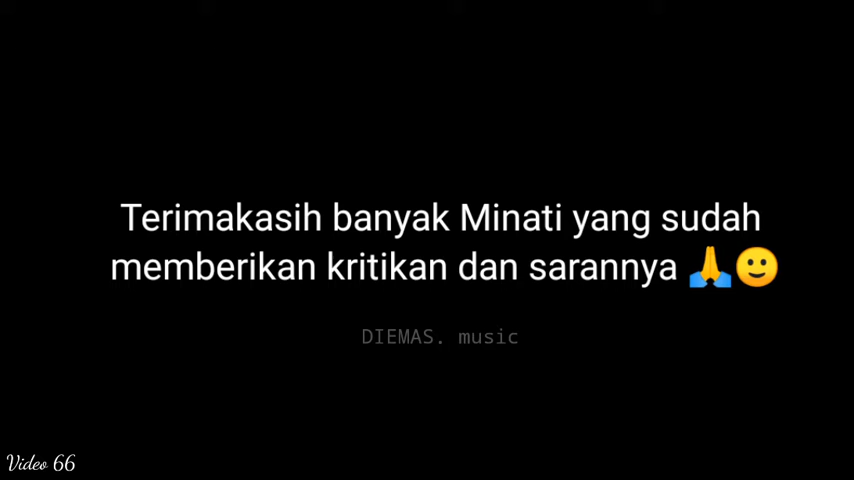 Terimakasih banyak Minati yang sudah
memberikan kritikan dan sarannya 🙏🙂
DIEMAS. music
Video 66